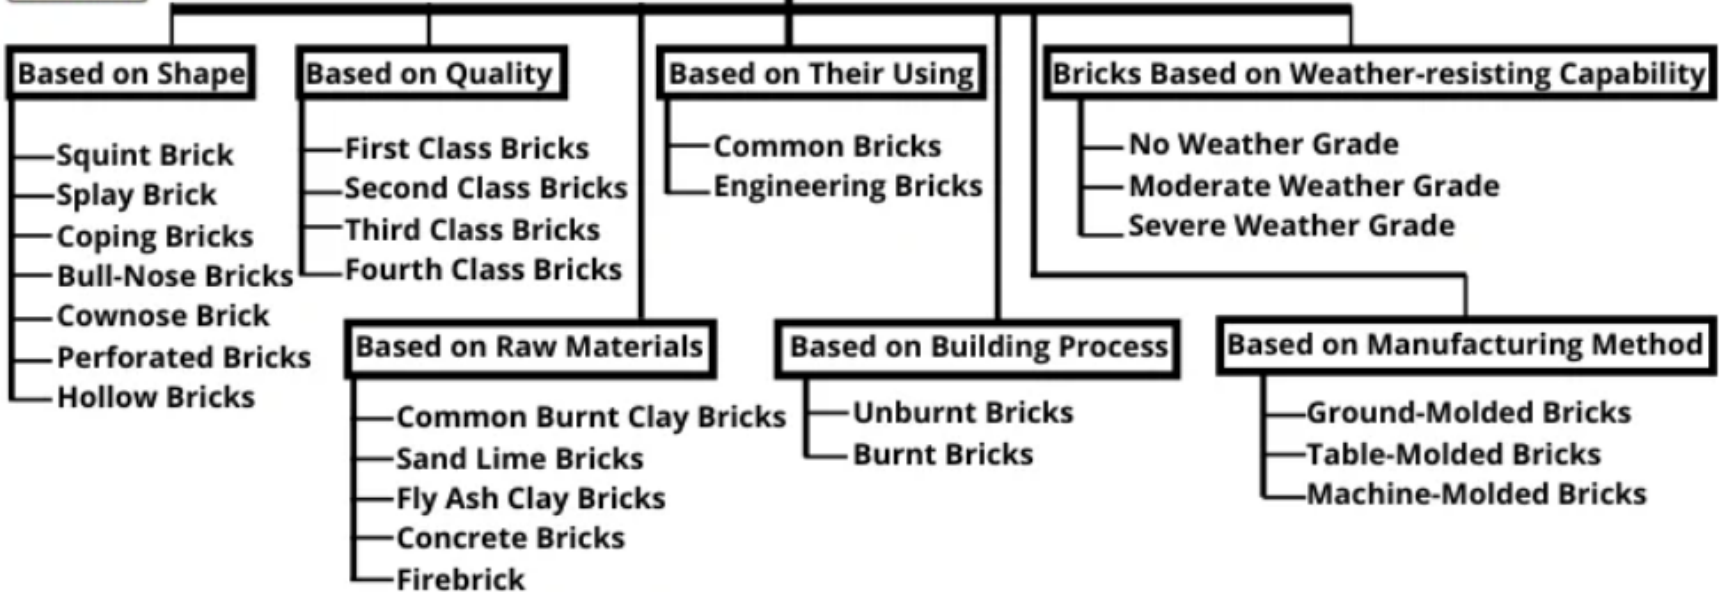 Based on Shape
Squint Brick
Splay Brick
Coping Bricks
Bull-Nose Bricks
Cownose Brick
Perforated Bricks
Hollow Bricks
Based on Quality
First Class Bricks
Second Class Bricks
Third Class Bricks
Fourth Class Bricks
Based on Their Using
Common Bricks
Engineering Bricks
Bricks Based on Weather-resisting Capability
No Weather Grade
Moderate Weather Grade
Severe Weather Grade
Based on Raw Materials
Common Burnt Clay Bricks
Sand Lime Bricks
Fly Ash Clay Bricks
Concrete Bricks
Firebrick
Based on Building Process
Unburnt Bricks
Burnt Bricks
Based on Manufacturing Method
Ground-Molded Bricks
Table-Molded Bricks
Machine-Molded Bricks